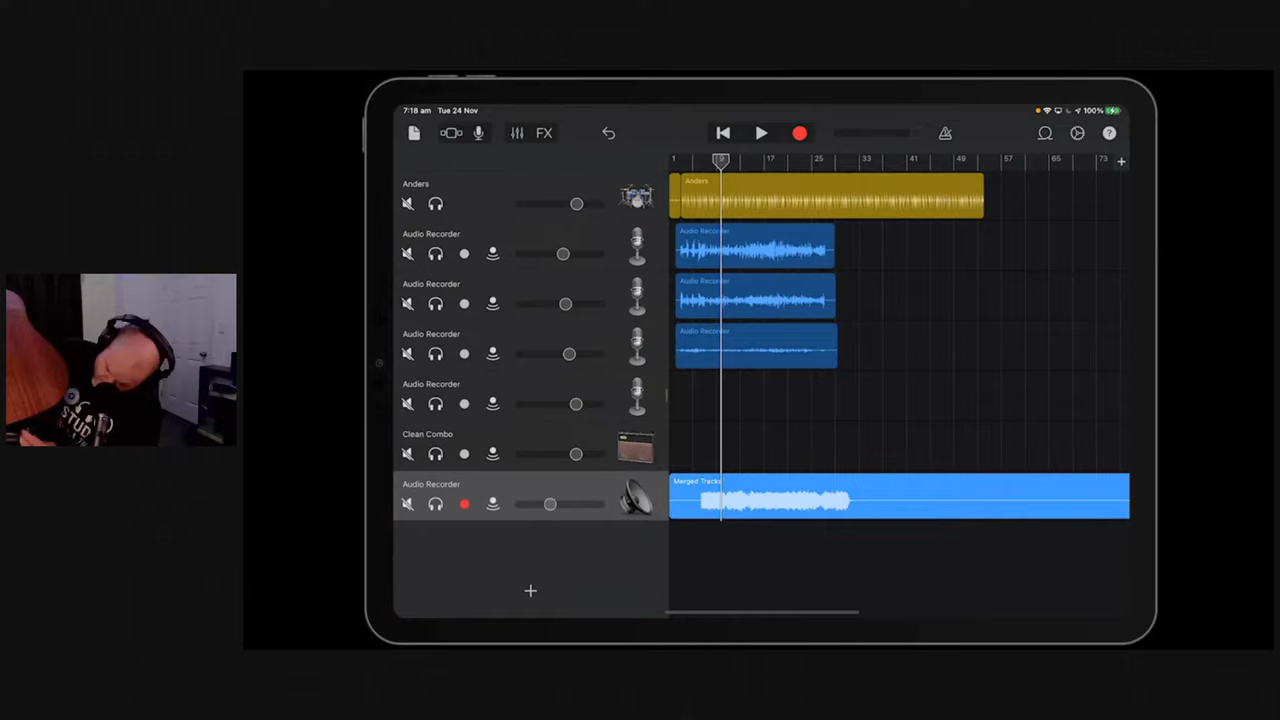 7:18 am Tue 24 Nov
100%
FX
1 9 17 25 33 41 49 57 65 73
Anders
Anders
Audio Recorder
Audio Recorder
Audio Recorder
Audio Recorder
Audio Recorder
Audio Recorder
Audio Recorder
Clean Combo
Audio Recorder
Merged Tracks
STUD